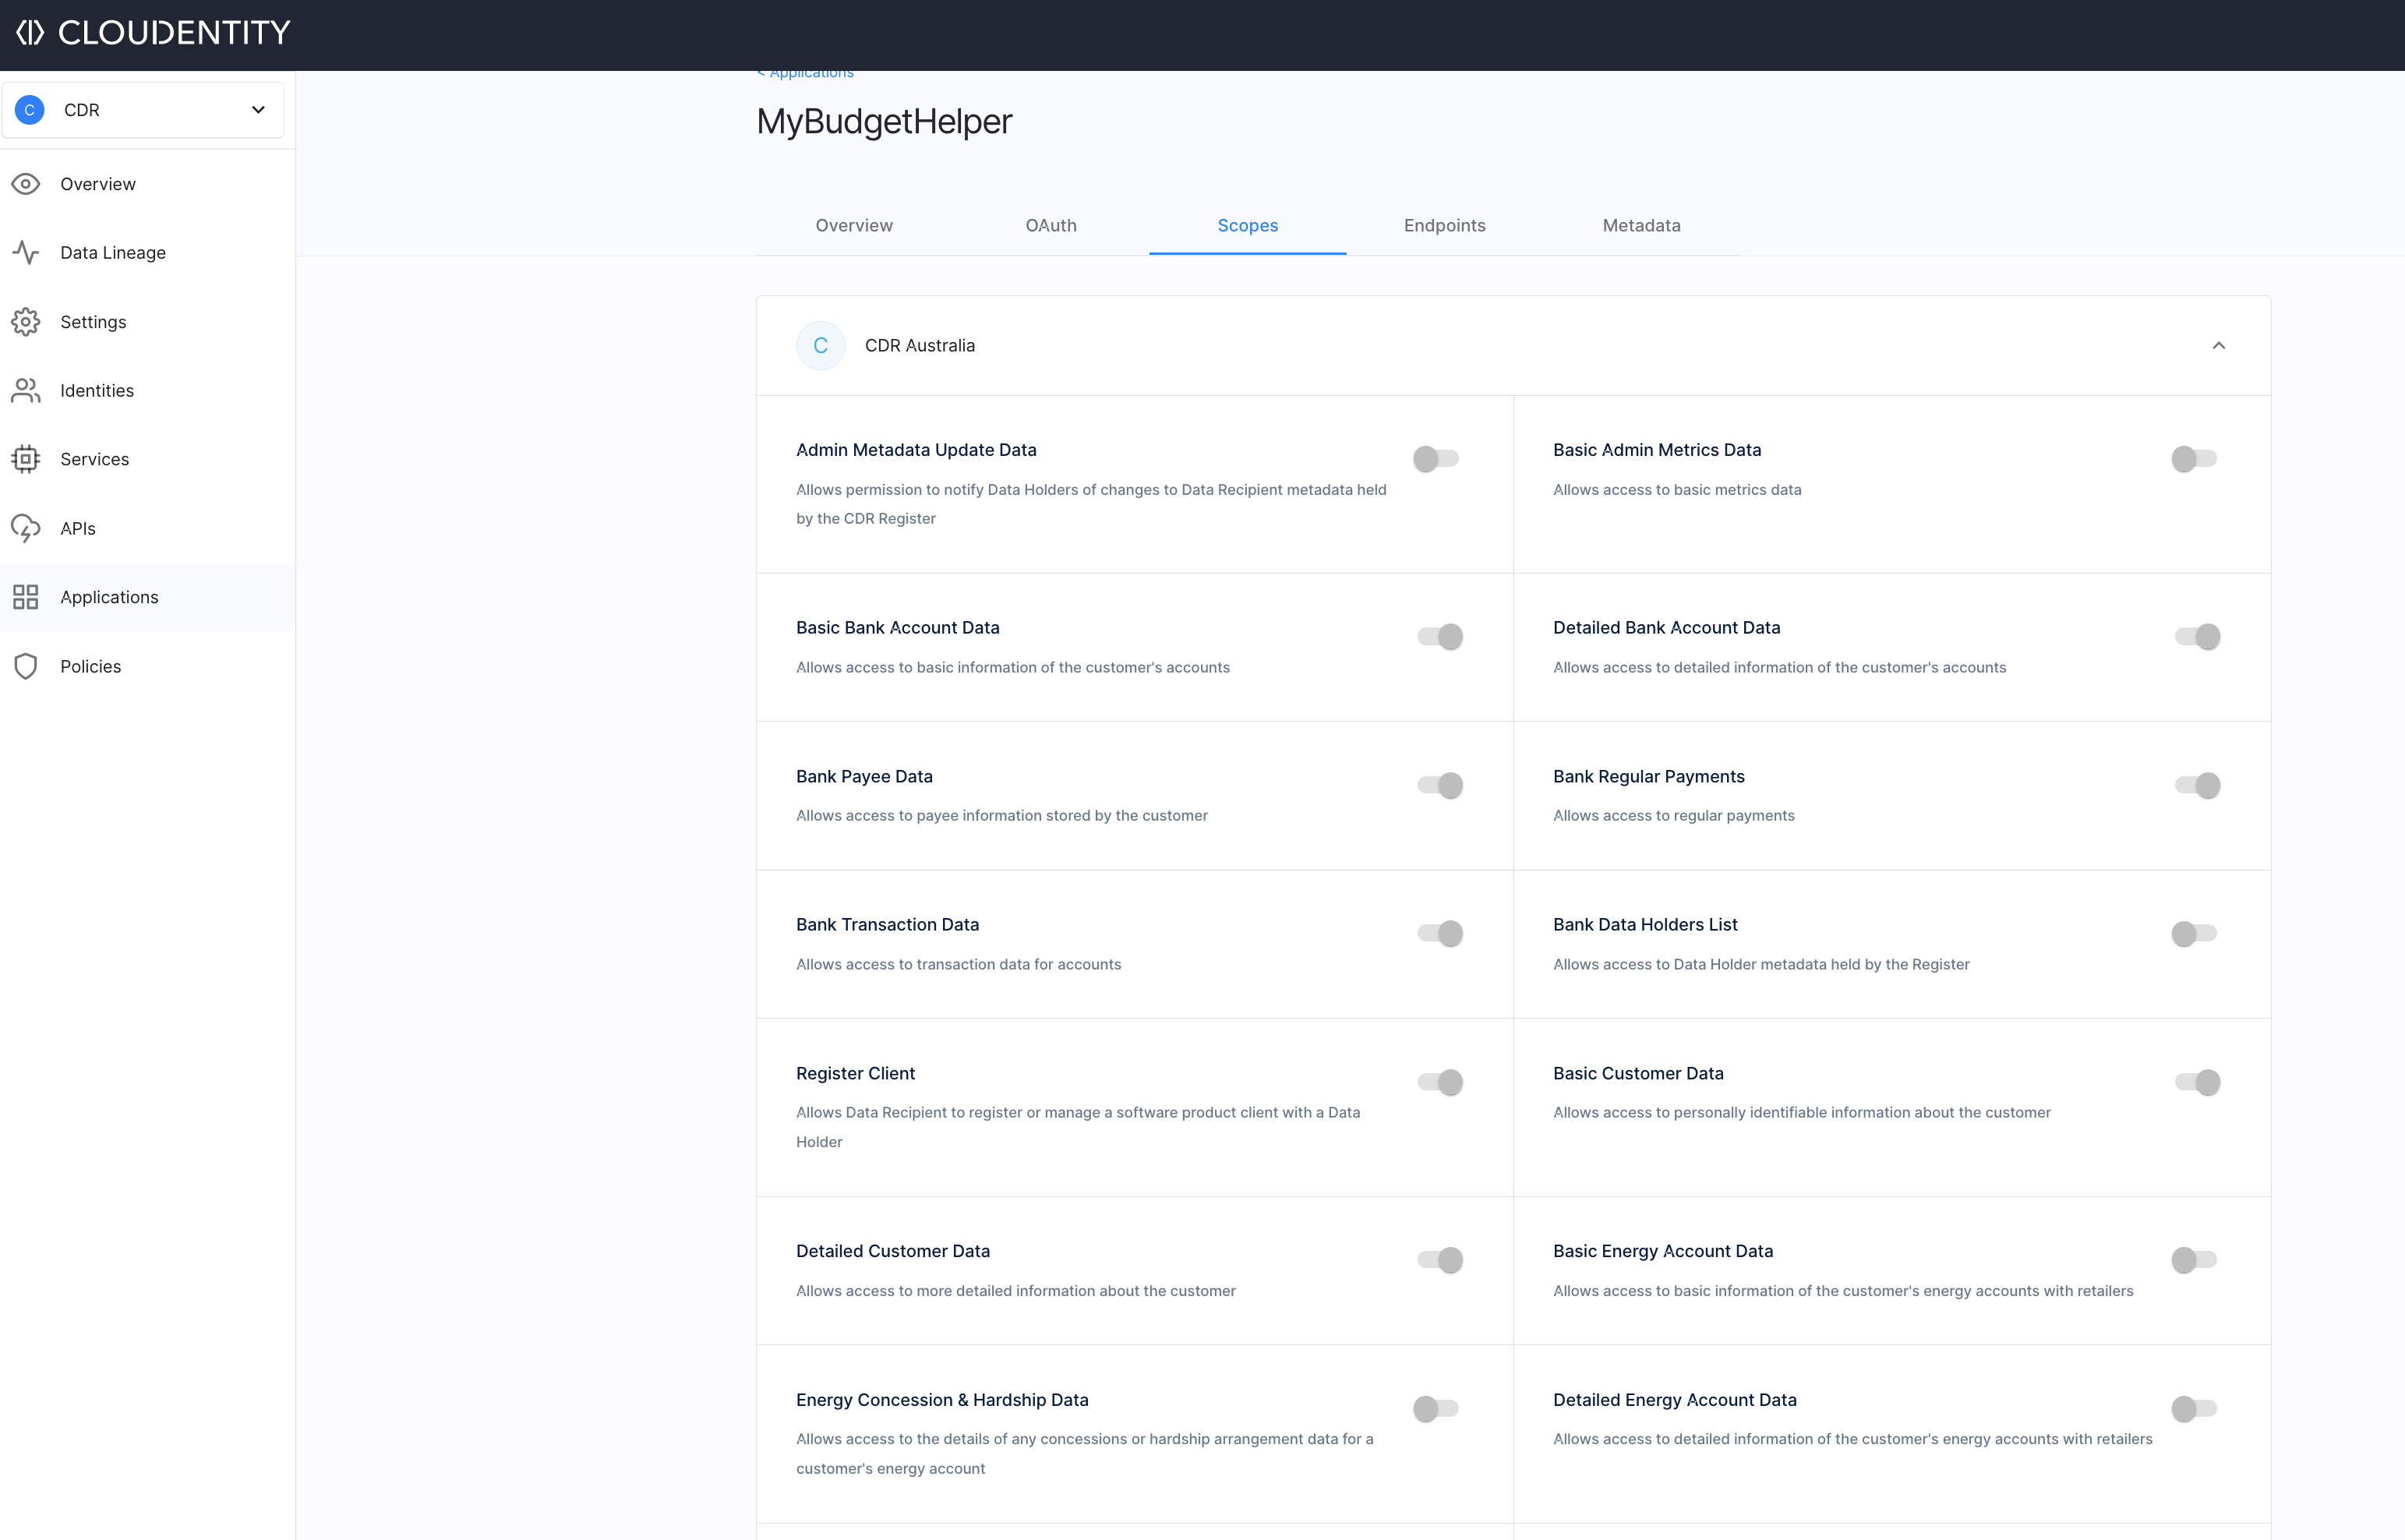 CLOUDENTITY
C CDR
Overview
Data Lineage
Settings
Identities
Services
APIs
Applications
Policies
< Applications
MyBudgetHelper
Overview OAuth Scopes Endpoints Metadata
C CDR Australia
Admin Metadata Update Data
Allows permission to notify Data Holders of changes to Data Recipient metadata held
by the CDR Register
Basic Admin Metrics Data
Allows access to basic metrics data
Basic Bank Account Data
Allows access to basic information of the customer's accounts
Detailed Bank Account Data
Allows access to detailed information of the customer's accounts
Bank Payee Data
Allows access to payee information stored by the customer
Bank Regular Payments
Allows access to regular payments
Bank Transaction Data
Allows access to transaction data for accounts
Bank Data Holders List
Allows access to Data Holder metadata held by the Register
Register Client
Allows Data Recipient to register or manage a software product client with a Data
Holder
Basic Customer Data
Allows access to personally identifiable information about the customer
Detailed Customer Data
Allows access to more detailed information about the customer
Basic Energy Account Data
Allows access to basic information of the customer's energy accounts with retailers
Energy Concession & Hardship Data
Allows access to the details of any concessions or hardship arrangement data for a
customer's energy account
Detailed Energy Account Data
Allows access to detailed information of the customer's energy accounts with retailers